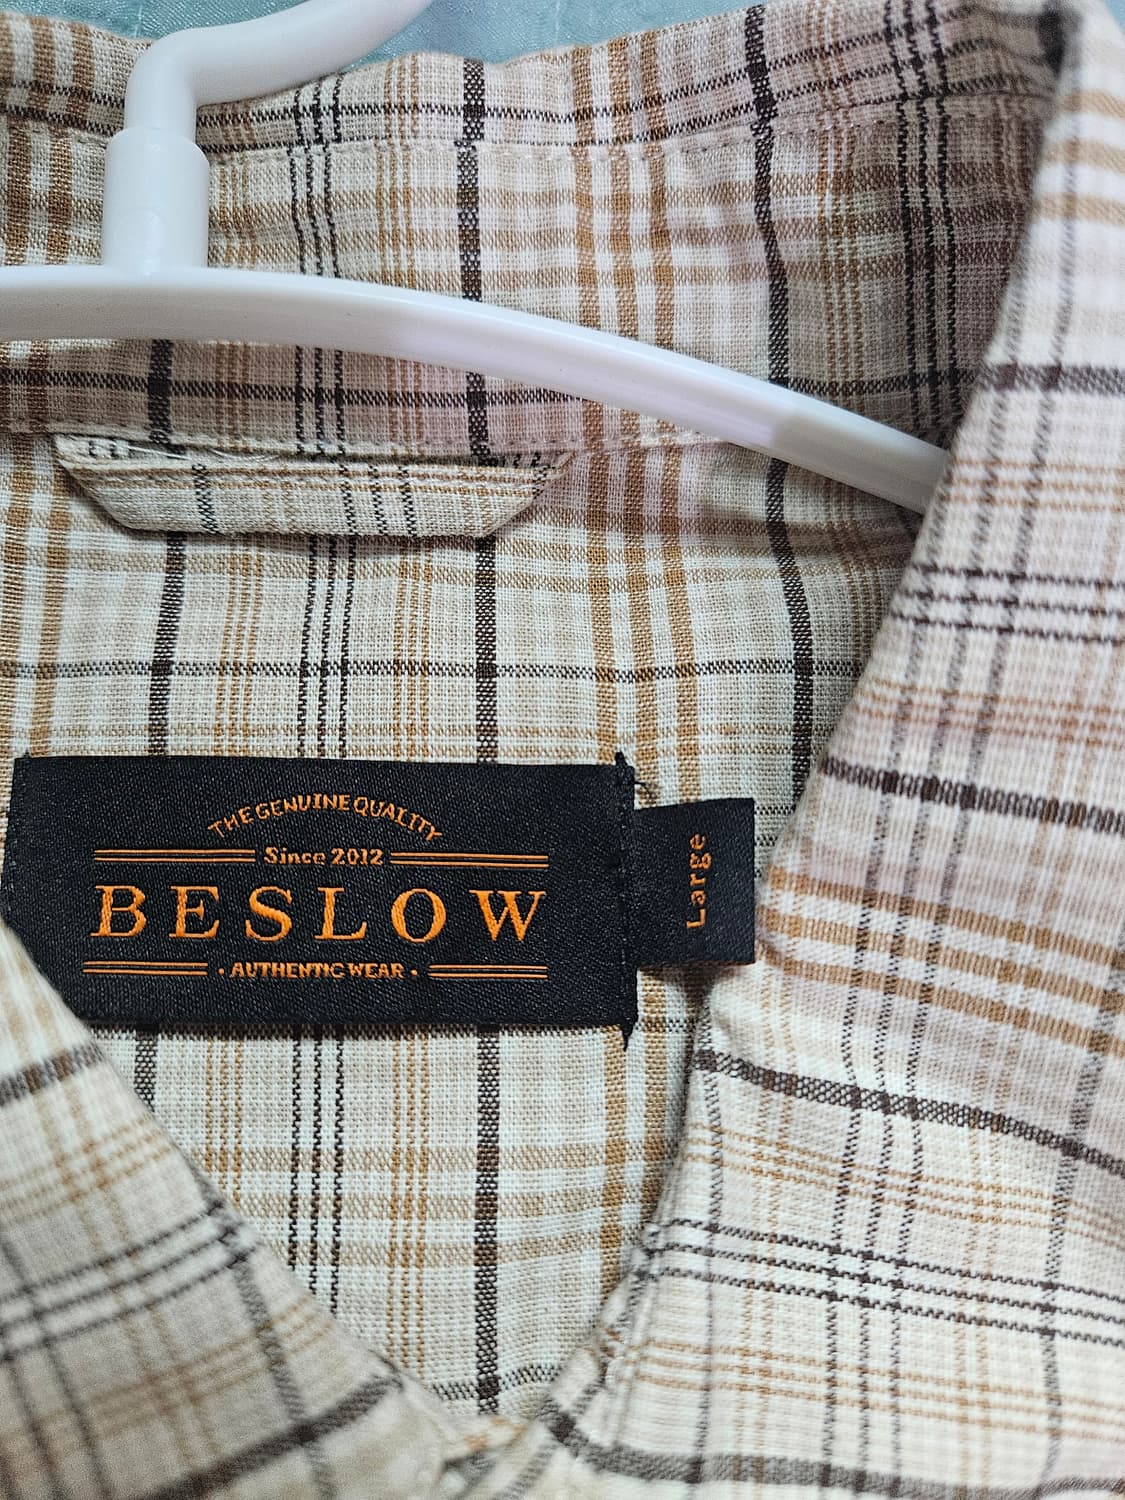 THE GENUINE QUALITY
Since 2012
BESLOW
• AUTHENTIC WEAR •
Large